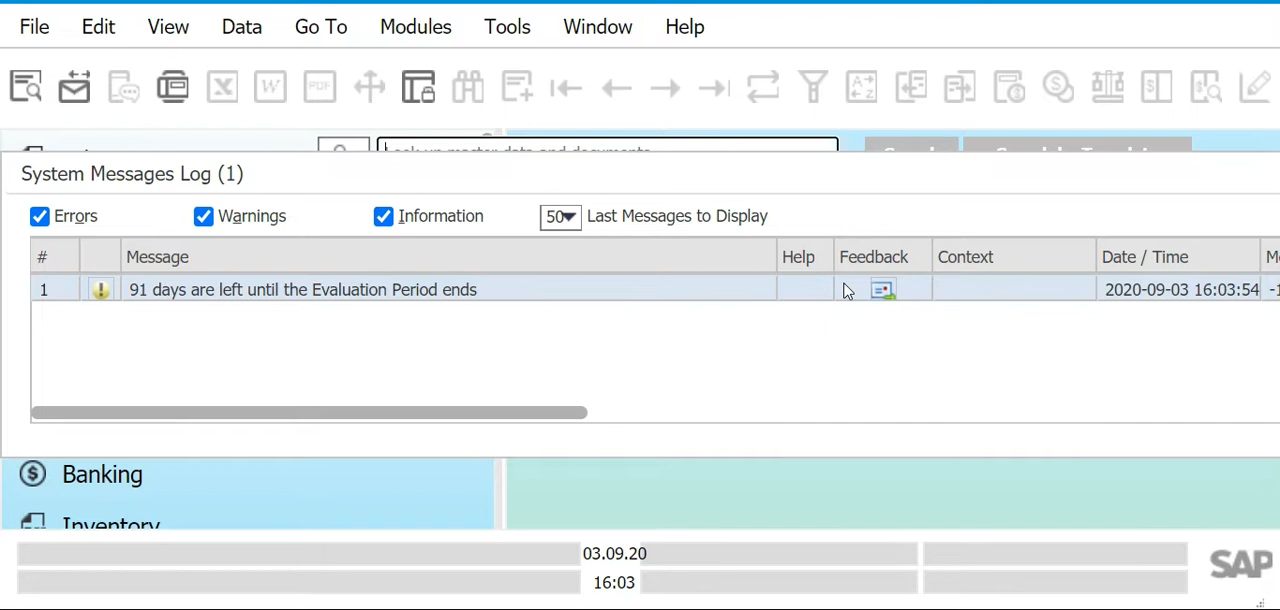 File Edit View Data Go To Modules Tools Window Help
System Messages Log (1)
Errors Warnings Information 50 Last Messages to Display
# Message Help Feedback Context Date / Time
1 91 days are left until the Evaluation Period ends 2020-09-03 16:03:54
Banking
Inventory
03.09.20
16:03
SAP